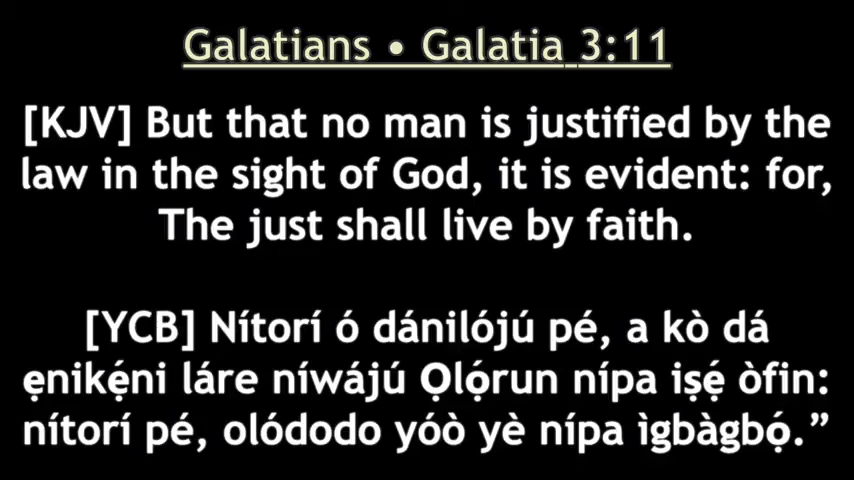 Galatians • Galatia 3:11
[KJV] But that no man is justified by the
law in the sight of God, it is evident: for,
The just shall live by faith.
[YCB] Nítorí ó dánilójú pé, a kò dá
ẹnikẹ́ni láre níwájú Ọlọ́run nípa iṣẹ́ òfin:
nítorí pé, olódodo yóò yè nípa ìgbàgbọ́.”